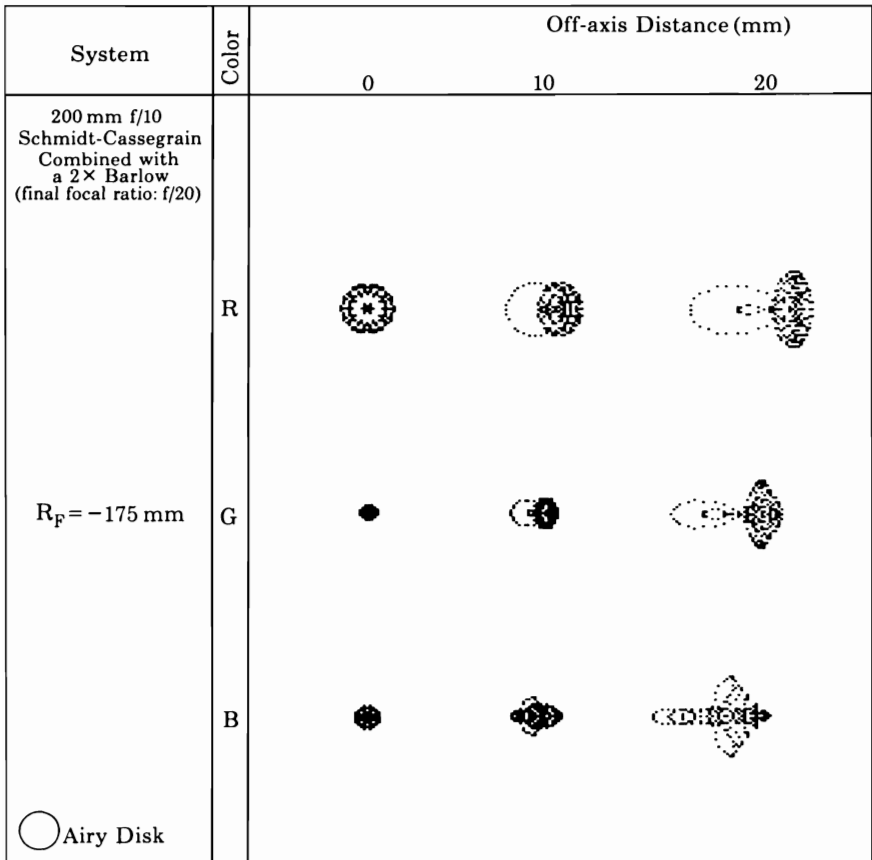 System
Color
Off-axis Distance (mm)
0 10 20
200 mm f/10
Schmidt-Cassegrain
Combined with
a 2× Barlow
(final focal ratio: f/20)
R
R_F = −175 mm
G
B
Airy Disk